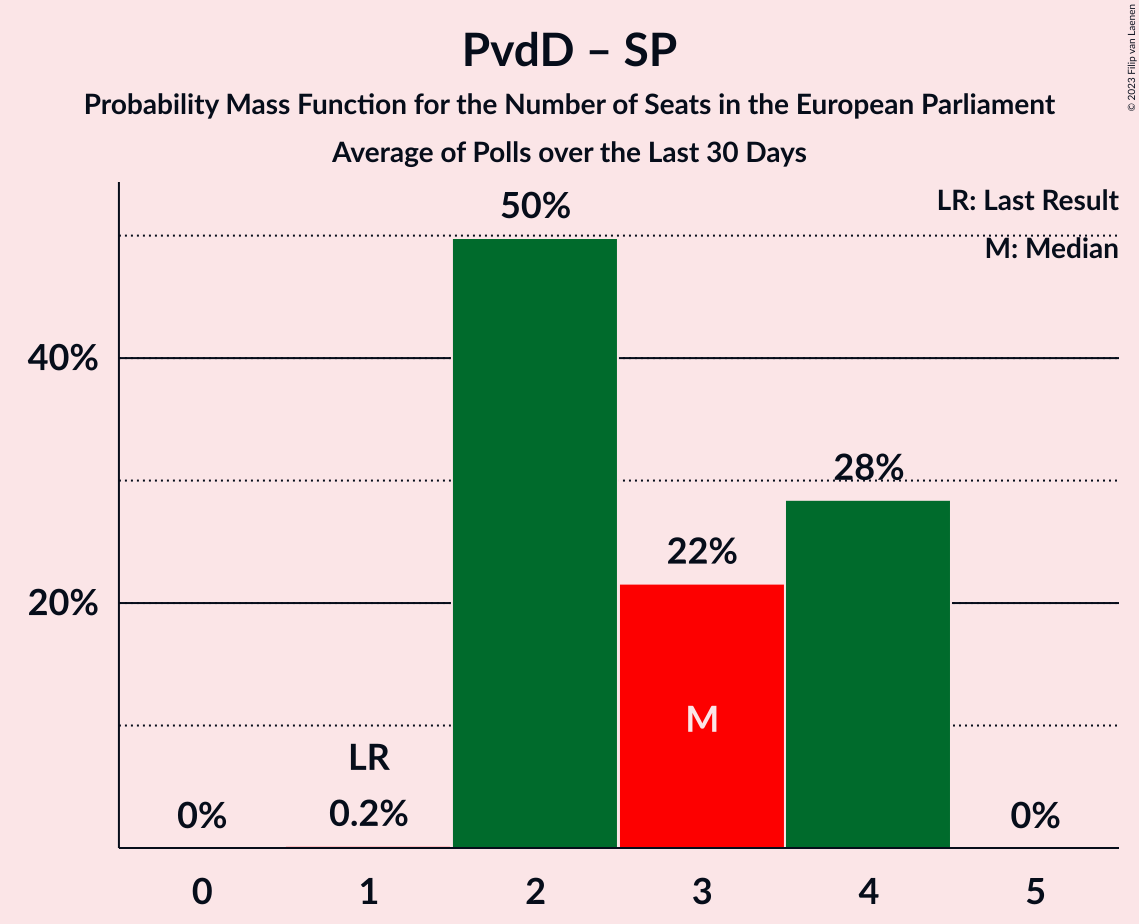 PvdD – SP
Probability Mass Function for the Number of Seats in the European Parliament
Average of Polls over the Last 30 Days
© 2023 Filip van Laenen
LR: Last Result
M: Median
50%
40%
28%
22%
20%
M
LR
0%
0.2%
0%
0 1 2 3 4 5